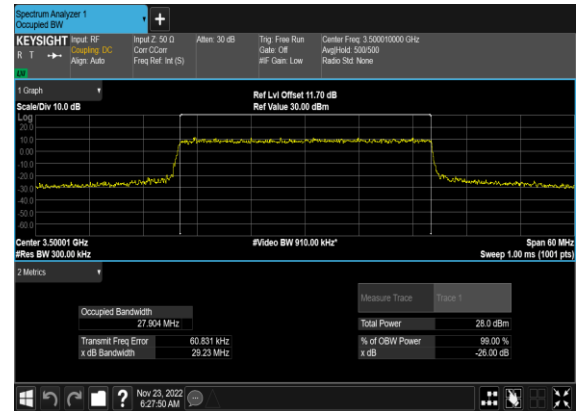 Spectrum Analyzer 1
Occupied BW
+
KEYSIGHT Input: RF Input Z: 50 Ω Atten: 30 dB Trig: Free Run Center Freq: 3.500010000 GHz
R T Coupling: DC Corr CCorr Gate: Off Avg|Hold: 500/500
Align: Auto Freq Ref: Int (S) #IF Gain: Low Radio Std: None
1 Graph
Ref Lvl Offset 11.70 dB
Scale/Div 10.0 dB Ref Value 30.00 dBm
Log
20.0
10.0
0.00
-10.0
-20.0
-30.0
-40.0
-50.0
-60.0
Center 3.50001 GHz #Video BW 910.00 kHz* Span 60 MHz
#Res BW 300.00 kHz Sweep 1.00 ms (1001 pts)
2 Metrics
Measure Trace Trace 1
Occupied Bandwidth
27.904 MHz Total Power 28.0 dBm
Transmit Freq Error 60.831 kHz % of OBW Power 99.00 %
x dB Bandwidth 29.23 MHz x dB -26.00 dB
? Nov 23, 2022
6:27:50 AM